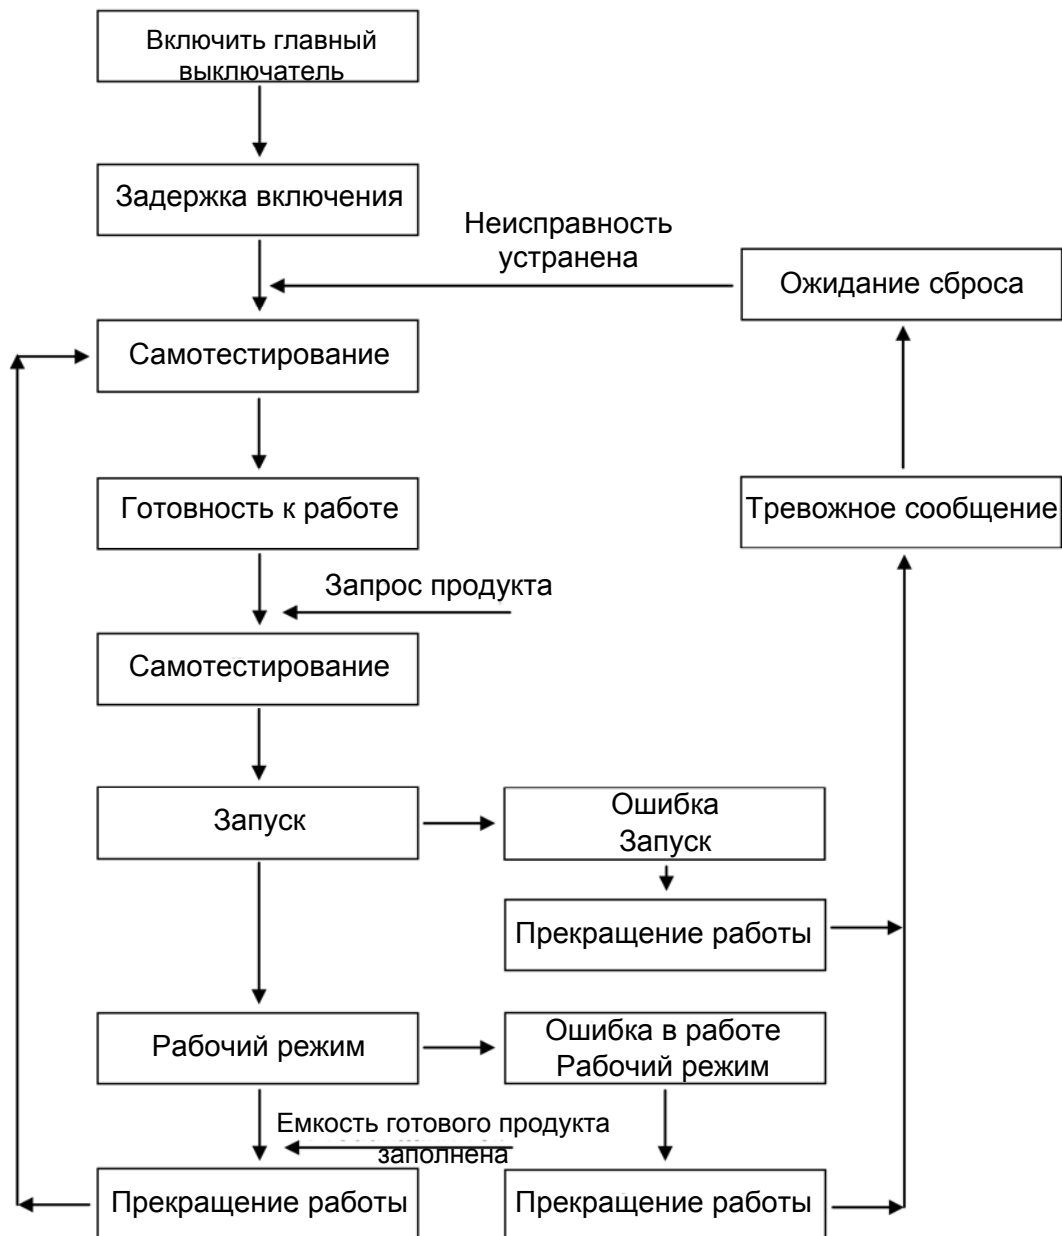 Включить главный
выключатель
Задержка включения
Неисправность
устранена
Ожидание сброса
Самотестирование
Готовность к работе
Тревожное сообщение
Запрос продукта
Самотестирование
Запуск
Ошибка
Запуск
Прекращение работы
Рабочий режим
Ошибка в работе
Рабочий режим
Емкость готового продукта
заполнена
Прекращение работы
Прекращение работы